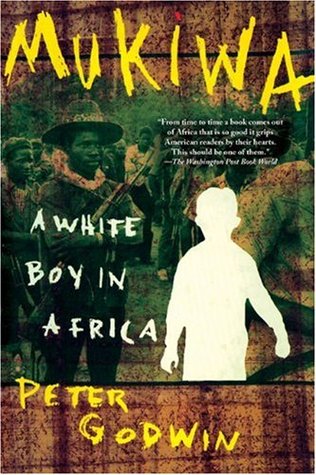 MUKIWA
"From time to time a book comes out
of Africa that is so good it grips
American readers by their hearts.
This should be one of them."
—The Washington Post Book World
A WHITE
BOY IN
AFRICA
PETER
GODWIN